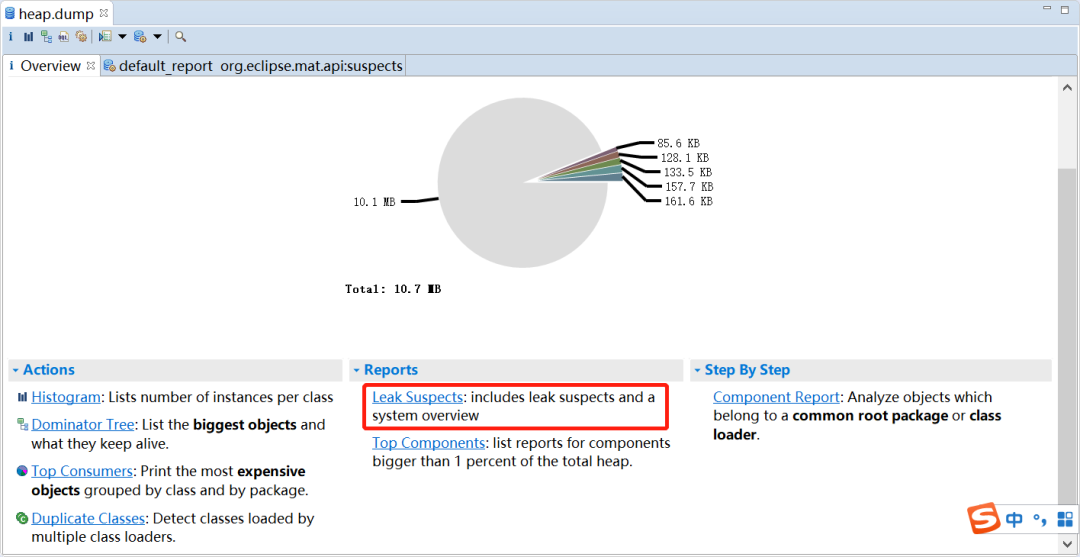 heap.dump
Overview
default_report org.eclipse.mat.api:suspects
85.6 KB
128.1 KB
133.5 KB
157.7 KB
161.6 KB
10.1 MB
Total: 10.7 MB
Actions
Histogram: Lists number of instances per class
Dominator Tree: List the biggest objects and
what they keep alive.
Top Consumers: Print the most expensive
objects grouped by class and by package.
Duplicate Classes: Detect classes loaded by
multiple class loaders.
Reports
Leak Suspects: includes leak suspects and a
system overview
Top Components: list reports for components
bigger than 1 percent of the total heap.
Step By Step
Component Report: Analyze objects which
belong to a common root package or class
loader.
中